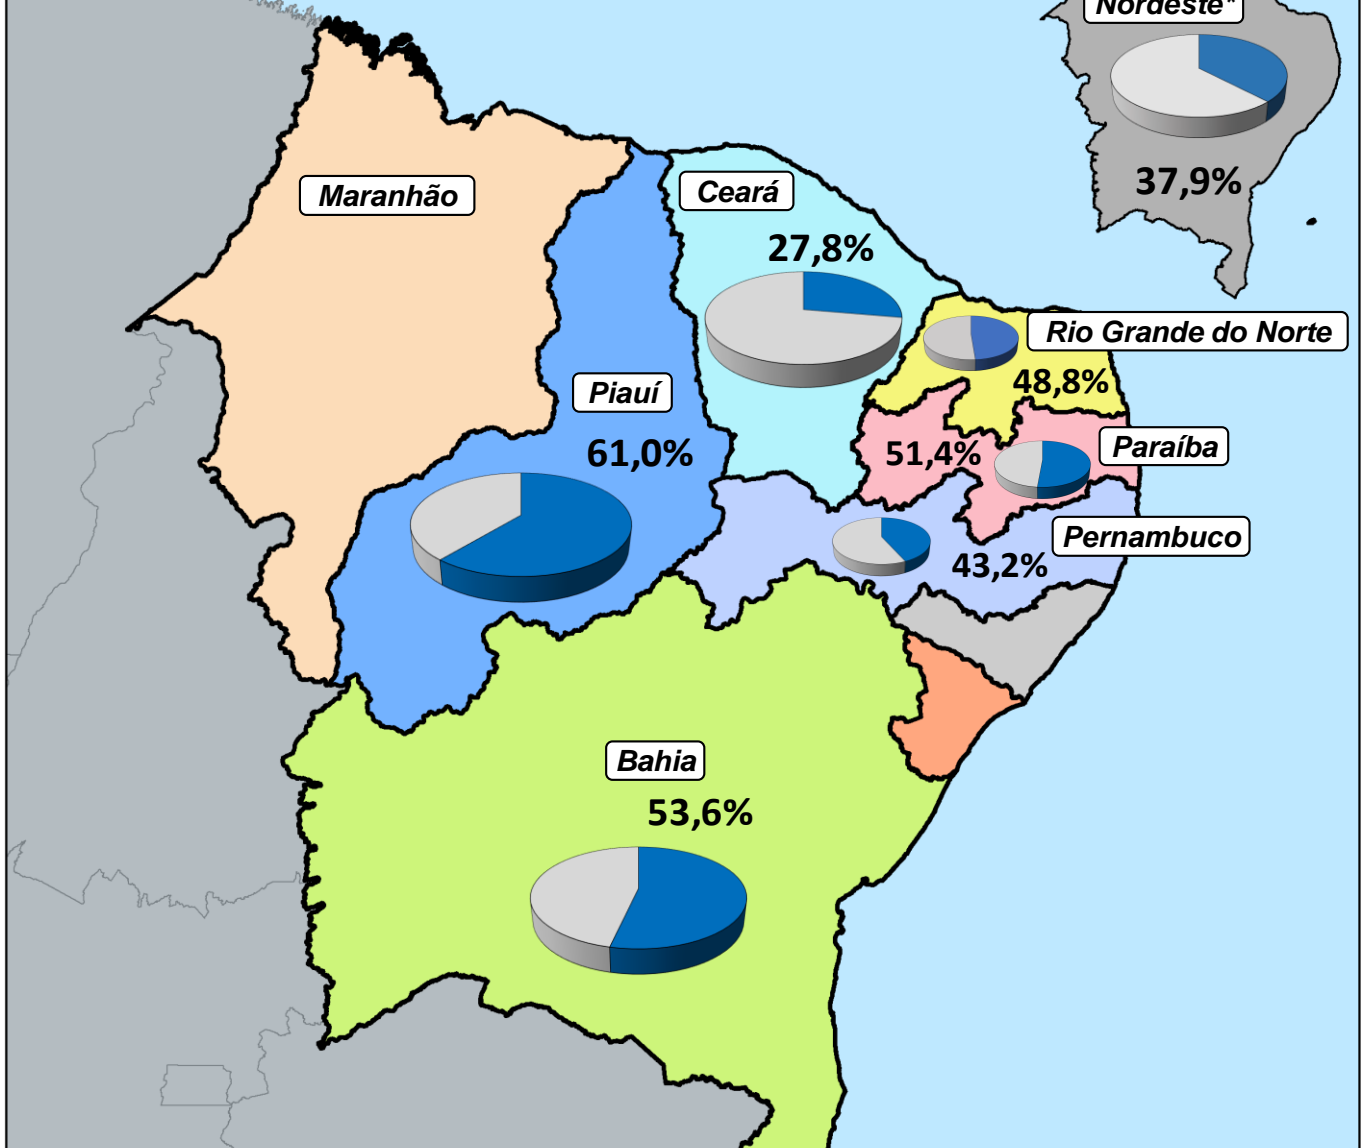 Nordeste*
37,9%
Maranhão
Ceará
27,8%
Rio Grande do Norte
48,8%
Piauí
61,0%
Paraíba
51,4%
Pernambuco
43,2%
Bahia
53,6%